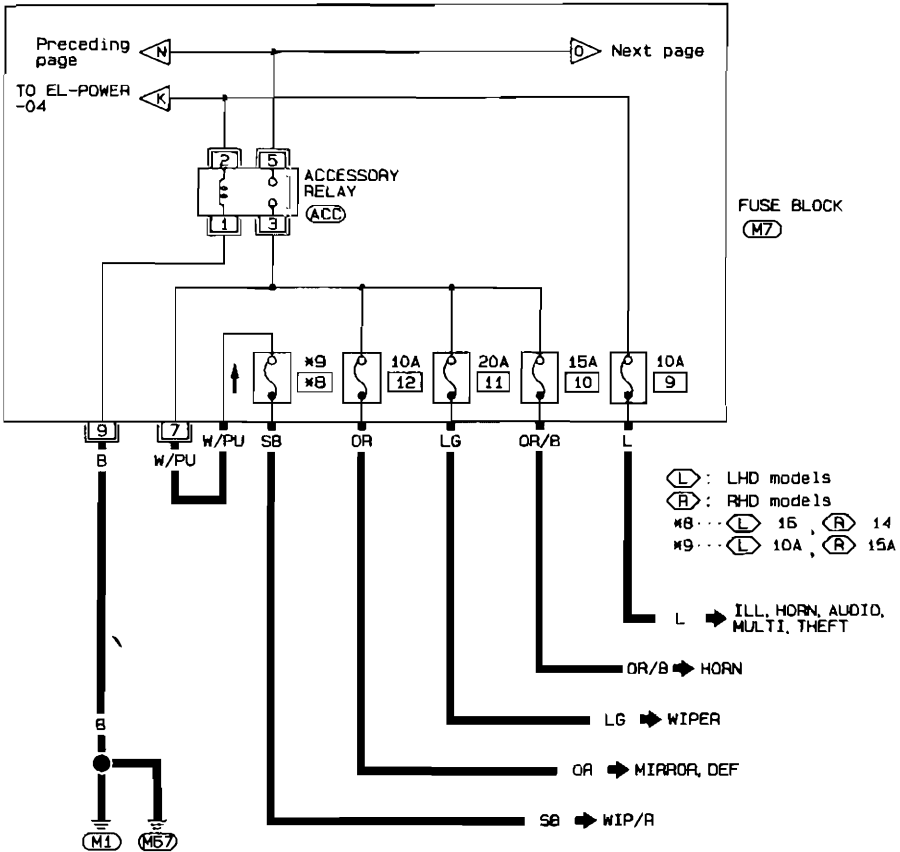 Preceding page
N
O
Next page
TO EL-POWER -04
K
2
5
ACCESSORY RELAY
ACC
1
3
FUSE BLOCK
M7
*9
*8
10A
12
20A
11
15A
10
10A
9
9
7
W/PU
SB
OR
LG
OR/B
L
B
W/PU
L : LHD models
R : RHD models
*8 ··· L 16 , R 14
*9 ··· L 10A , R 15A
L
ILL, HORN, AUDIO,
MULTI, THEFT
OR/B
HORN
B
LG
WIPER
OR
MIRROR, DEF
SB
WIP/R
M1
M67